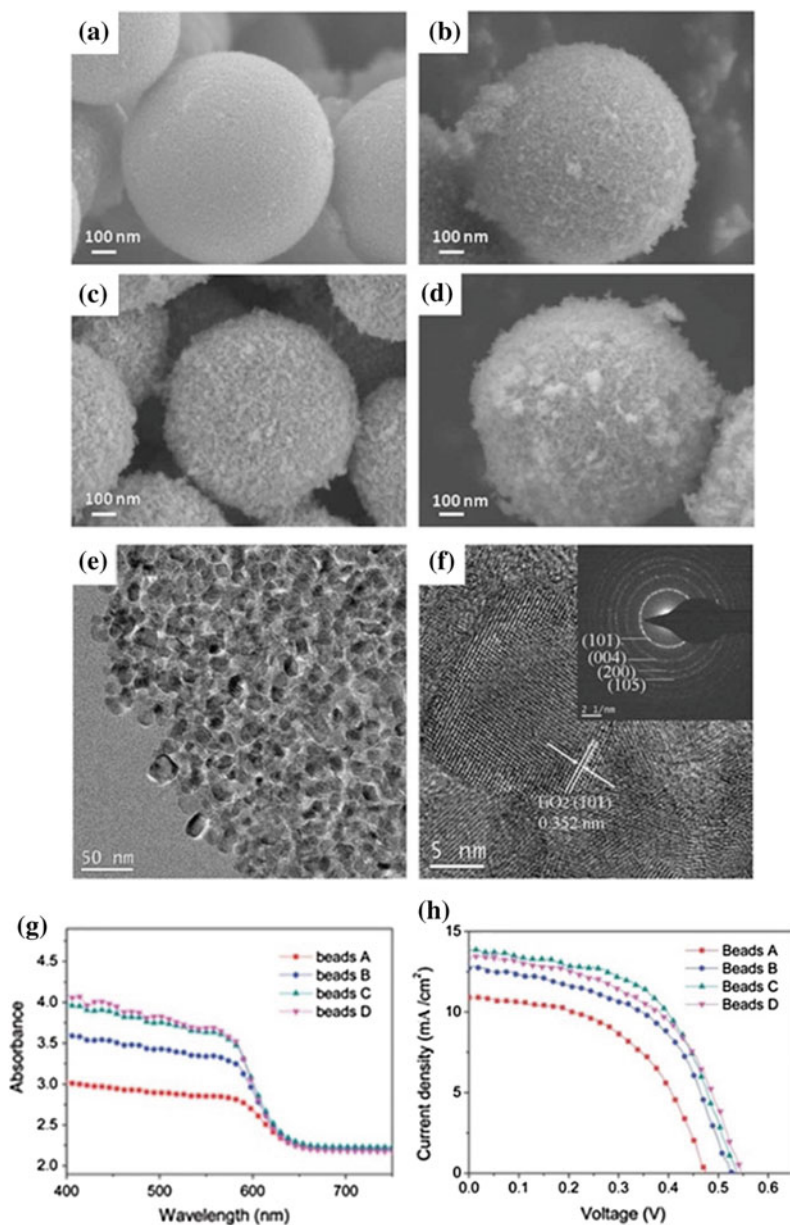 (a)
100 nm
(b)
100 nm
(c)
100 nm
(d)
100 nm
(e)
50 nm
(f)
(101)
(004)
(200)
(105)
2 1/nm
TiO2 (101)
0.352 nm
5 nm
(g)
beads A
beads B
beads C
beads D
4.5
4.0
3.5
3.0
2.5
2.0
400 500 600 700
Absorbance
Wavelength (nm)
(h)
Beads A
Beads B
Beads C
Beads D
15
10
5
0
0.0 0.1 0.2 0.3 0.4 0.5 0.6
Current density (mA /cm²)
Voltage (V)